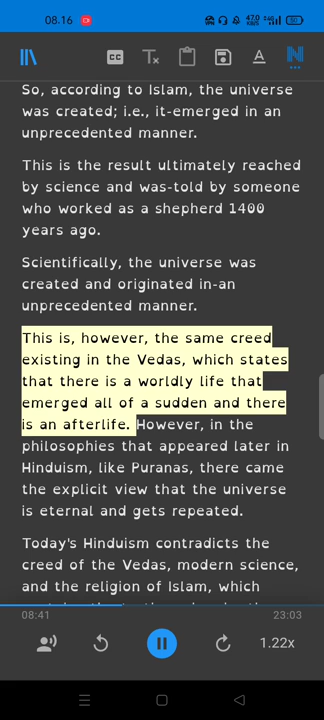 08.16
CC
So, according to Islam, the universe
was created; i.e., it-emerged in an
unprecedented manner.
This is the result ultimately reached
by science and was-told by someone
who worked as a shepherd 1400
years ago.
Scientifically, the universe was
created and originated in-an
unprecedented manner.
This is, however, the same creed
existing in the Vedas, which states
that there is a worldly life that
emerged all of a sudden and there
is an afterlife. However, in the
philosophies that appeared later in
Hinduism, like Puranas, there came
the explicit view that the universe
is eternal and gets repeated.
Today's Hinduism contradicts the
creed of the Vedas, modern science,
and the religion of Islam, which
08:41 23:03
1.22x